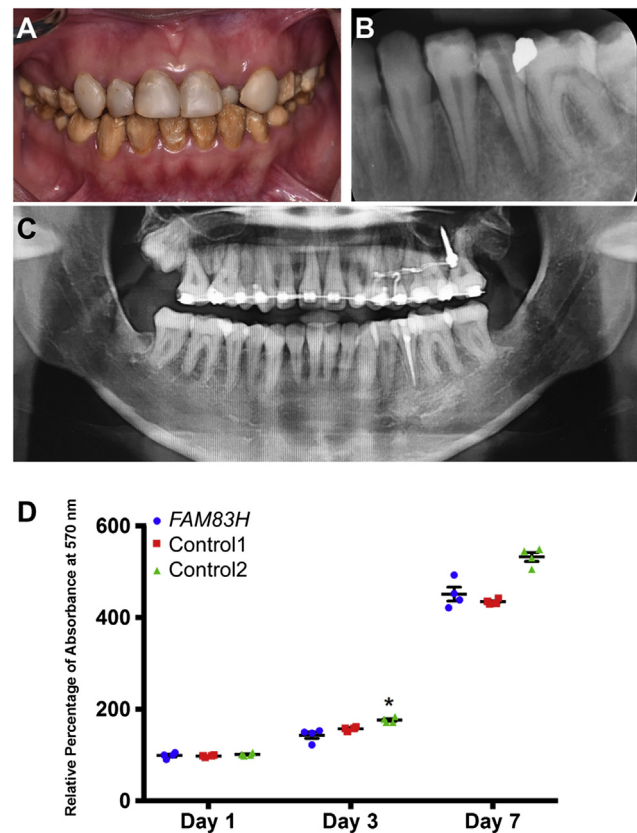 A
B
C
D
Relative Percentage of Absorbance at 570 nm
600
400
200
0
FAM83H
Control1
Control2
*
Day 1
Day 3
Day 7